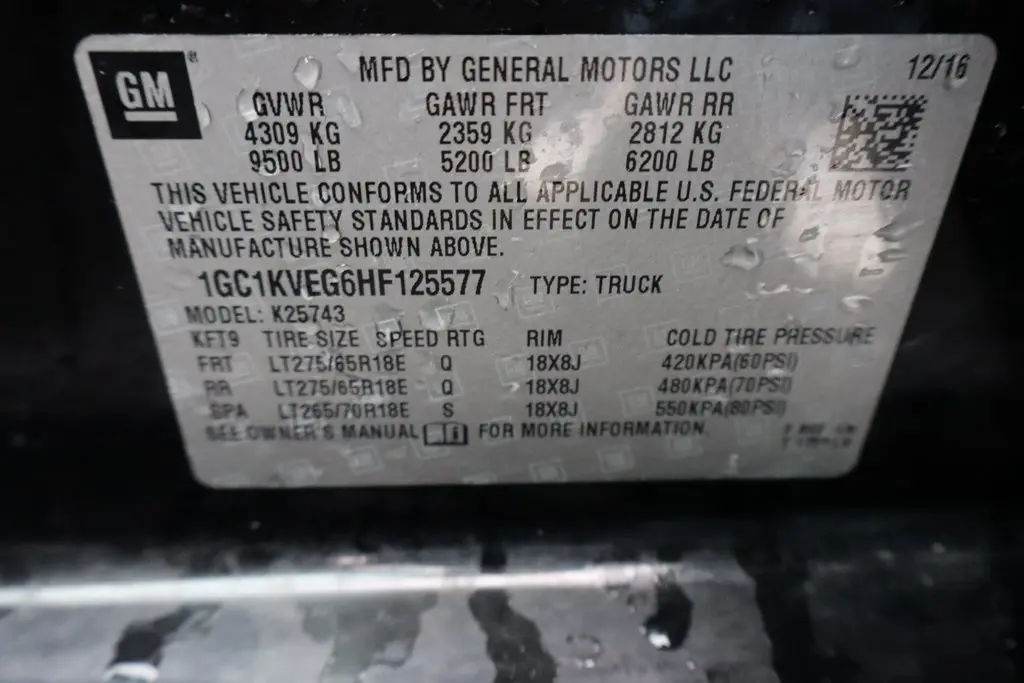 GM ® MFD BY GENERAL MOTORS LLC 12/16
GVWR GAWR FRT GAWR RR
4309 KG 2359 KG 2812 KG
9500 LB 5200 LB 6200 LB
THIS VEHICLE CONFORMS TO ALL APPLICABLE U.S. FEDERAL MOTOR
VEHICLE SAFETY STANDARDS IN EFFECT ON THE DATE OF
MANUFACTURE SHOWN ABOVE.
1GC1KVEG6HF125577 TYPE: TRUCK
MODEL: K25743
KFT9 TIRE SIZE SPEED RTG RIM COLD TIRE PRESSURE
FRT LT275/65R18E Q 18X8J 420KPA(60PSI)
RR LT275/65R18E Q 18X8J 480KPA(70PSI)
SPA LT265/70R18E S 18X8J 550KPA(80PSI)
SEE OWNER'S MANUAL FOR MORE INFORMATION.